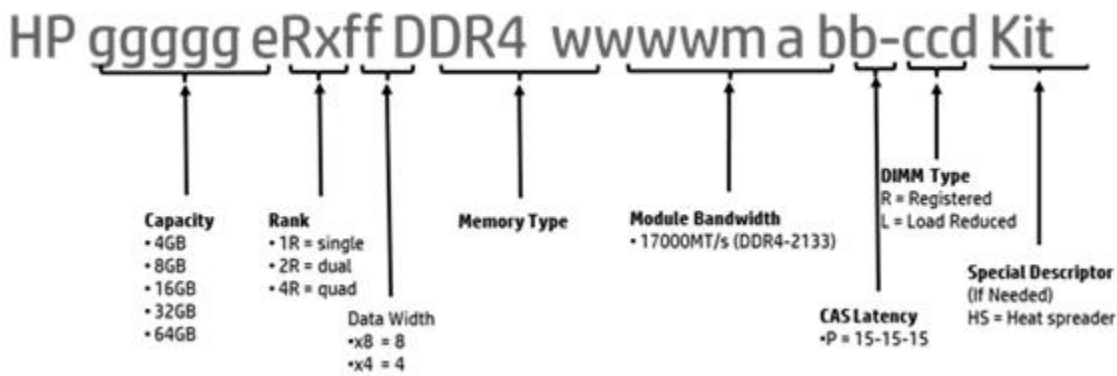 HP ggggg eRxff DDR4 wwwwm a bb-ccd Kit
Capacity
• 4GB
• 8GB
• 16GB
• 32GB
• 64GB
Rank
• 1R = single
• 2R = dual
• 4R = quad
Data Width
•x8 = 8
•x4 = 4
Memory Type
Module Bandwidth
• 17000MT/s (DDR4-2133)
CAS Latency
•P = 15-15-15
DIMM Type
R = Registered
L = Load Reduced
Special Descriptor
(If Needed)
HS = Heat spreader